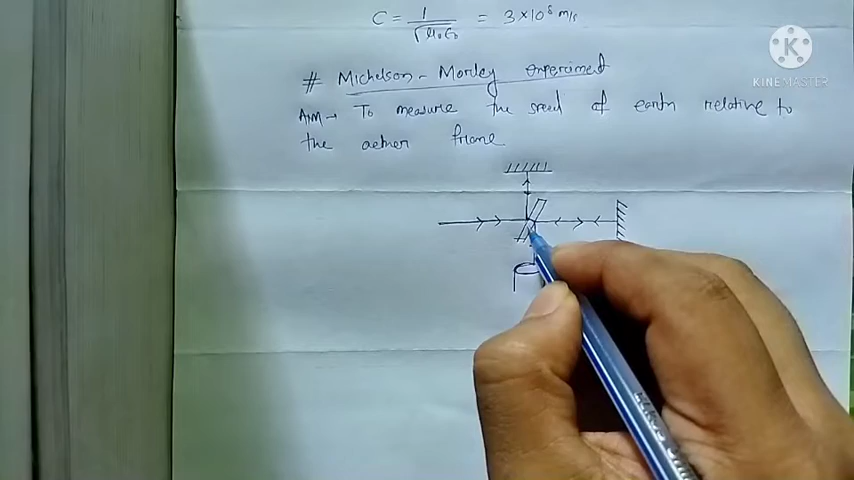 C = 1/√μ₀ε₀ = 3×10⁸ m/s
KINEMASTER
# Michelson - Morley experiment
AIM → To measure the speed of earth relative to
the aether frame